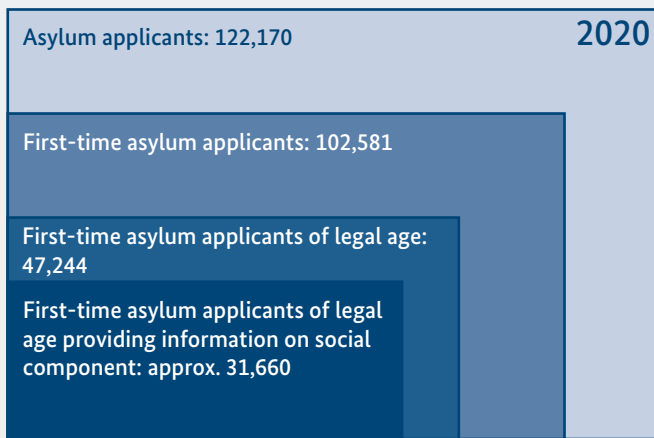 Asylum applicants: 122,170
2020
First-time asylum applicants: 102,581
First-time asylum applicants of legal age:
47,244
First-time asylum applicants of legal
age providing information on social
component: approx. 31,660